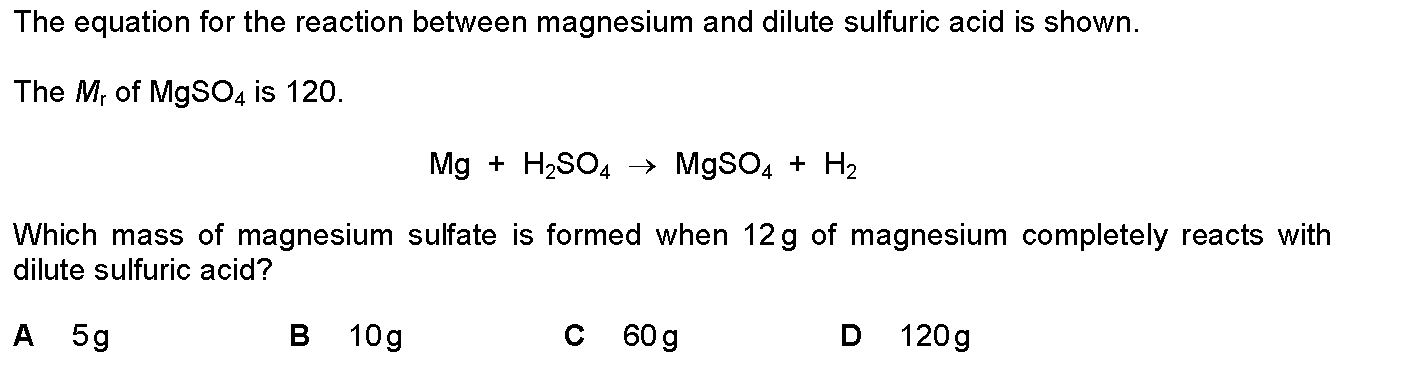 The equation for the reaction between magnesium and dilute sulfuric acid is shown.
The Mr of MgSO4 is 120.
Mg + H2SO4 → MgSO4 + H2
Which mass of magnesium sulfate is formed when 12 g of magnesium completely reacts with
dilute sulfuric acid?
A 5 g B 10 g C 60 g D 120 g